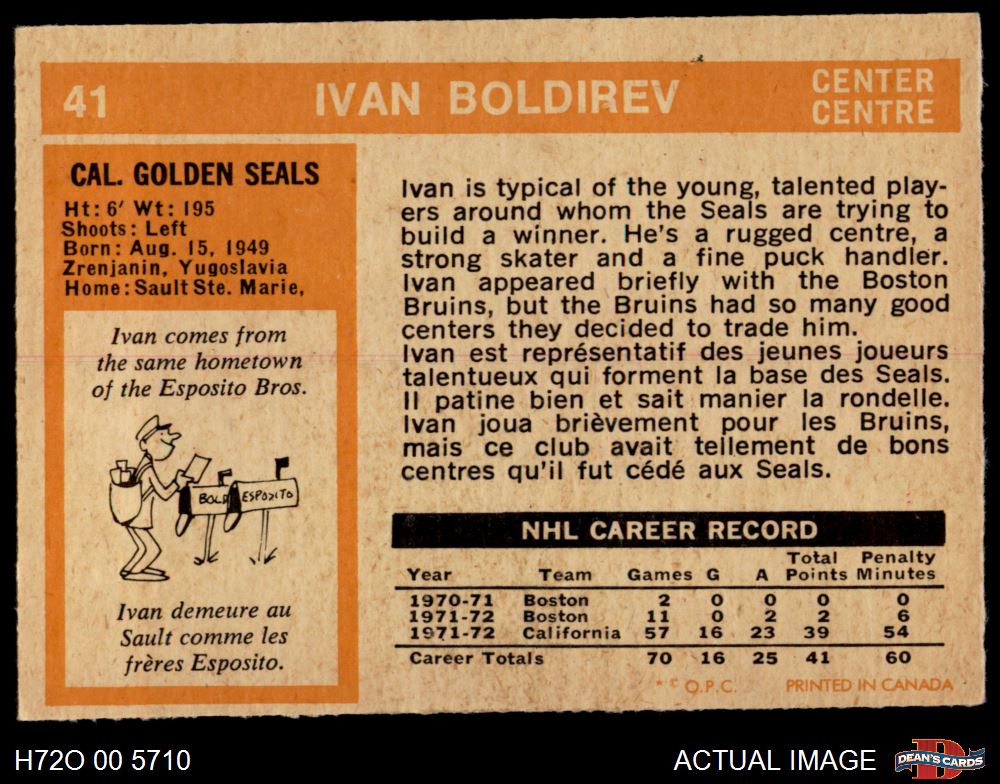 41
IVAN BOLDIREV
CENTER
CENTRE
CAL. GOLDEN SEALS
Ht: 6' Wt: 195
Shoots: Left
Born: Aug. 15, 1949
Zrenjanin, Yugoslavia
Home: Sault Ste. Marie,
Ivan comes from
the same hometown
of the Esposito Bros.
BOLD ESPOSITO
Ivan demeure au
Sault comme les
frères Esposito.
Ivan is typical of the young, talented play-
ers around whom the Seals are trying to
build a winner. He's a rugged centre, a
strong skater and a fine puck handler.
Ivan appeared briefly with the Boston
Bruins, but the Bruins had so many good
centers they decided to trade him.
Ivan est représentatif des jeunes joueurs
talentueux qui forment la base des Seals.
Il patine bien et sait manier la rondelle.
Ivan joua brièvement pour les Bruins,
mais ce club avait tellement de bons
centres qu'il fut cédé aux Seals.
NHL CAREER RECORD
Year Team Games G A Total Points Penalty Minutes
1970-71 Boston 2 0 0 0 0
1971-72 Boston 11 0 2 2 6
1971-72 California 57 16 23 39 54
Career Totals 70 16 25 41 60
* © O.P.C. PRINTED IN CANADA
H72O 00 5710
ACTUAL IMAGE
DEAN'S CARDS